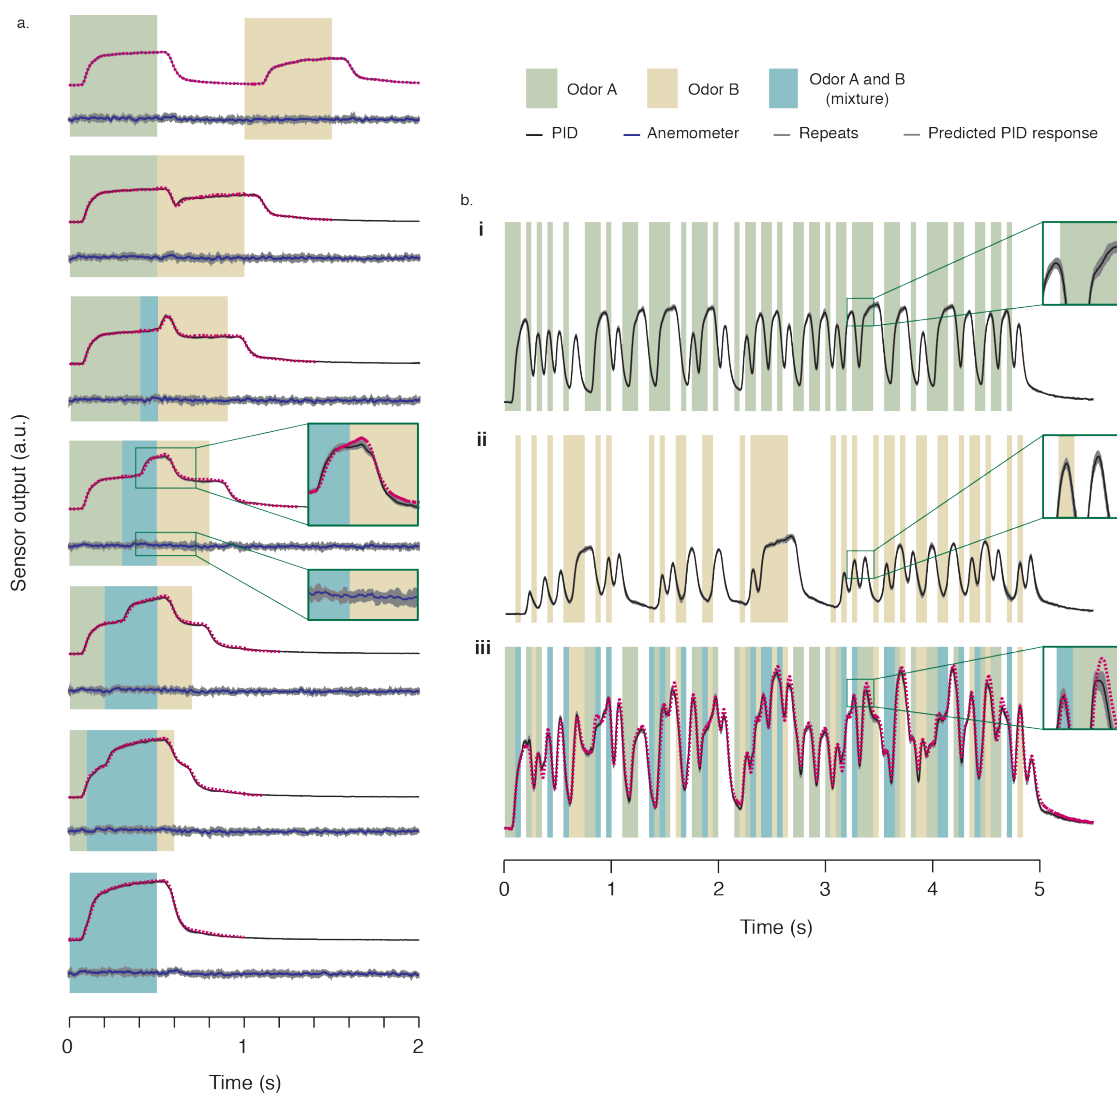 a.
Sensor output (a.u.)
0
1
2
Time (s)
Odor A
Odor B
Odor A and B
(mixture)
PID
Anemometer
Repeats
Predicted PID response
b.
i
ii
iii
0
1
2
3
4
5
Time (s)